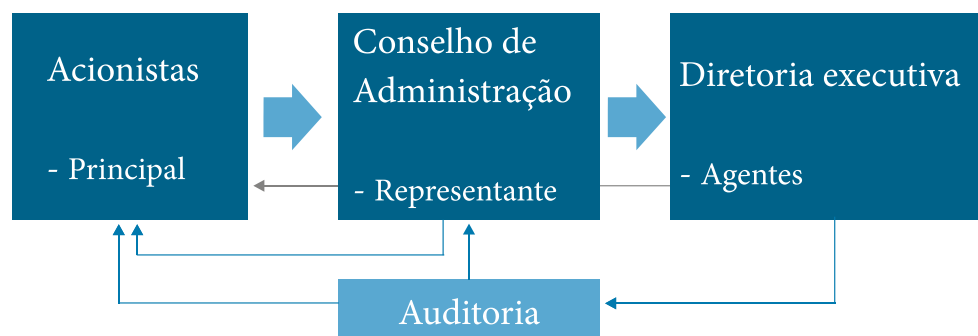 Acionistas
- Principal
Conselho de
Administração
- Representante
Diretoria executiva
- Agentes
Auditoria